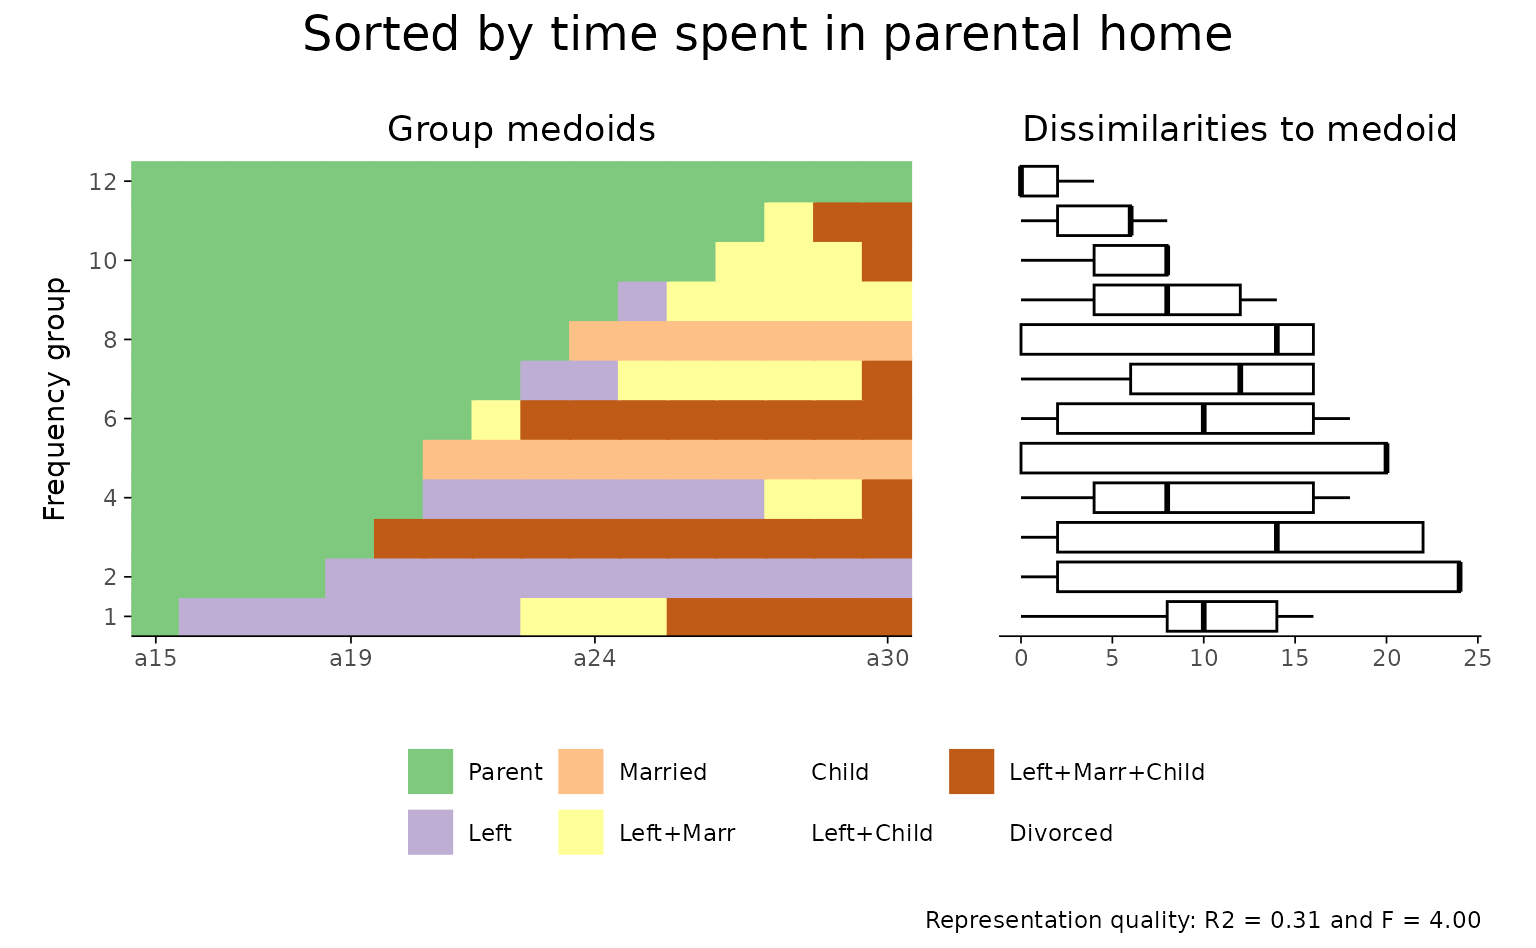 Sorted by time spent in parental home
Group medoids
Dissimilarities to medoid
Frequency group
12
10
8
6
4
2
1
a15 a19 a24 a30
0 5 10 15 20 25
Parent Married Child Left+Marr+Child
Left Left+Marr Left+Child Divorced
Representation quality: R2 = 0.31 and F = 4.00